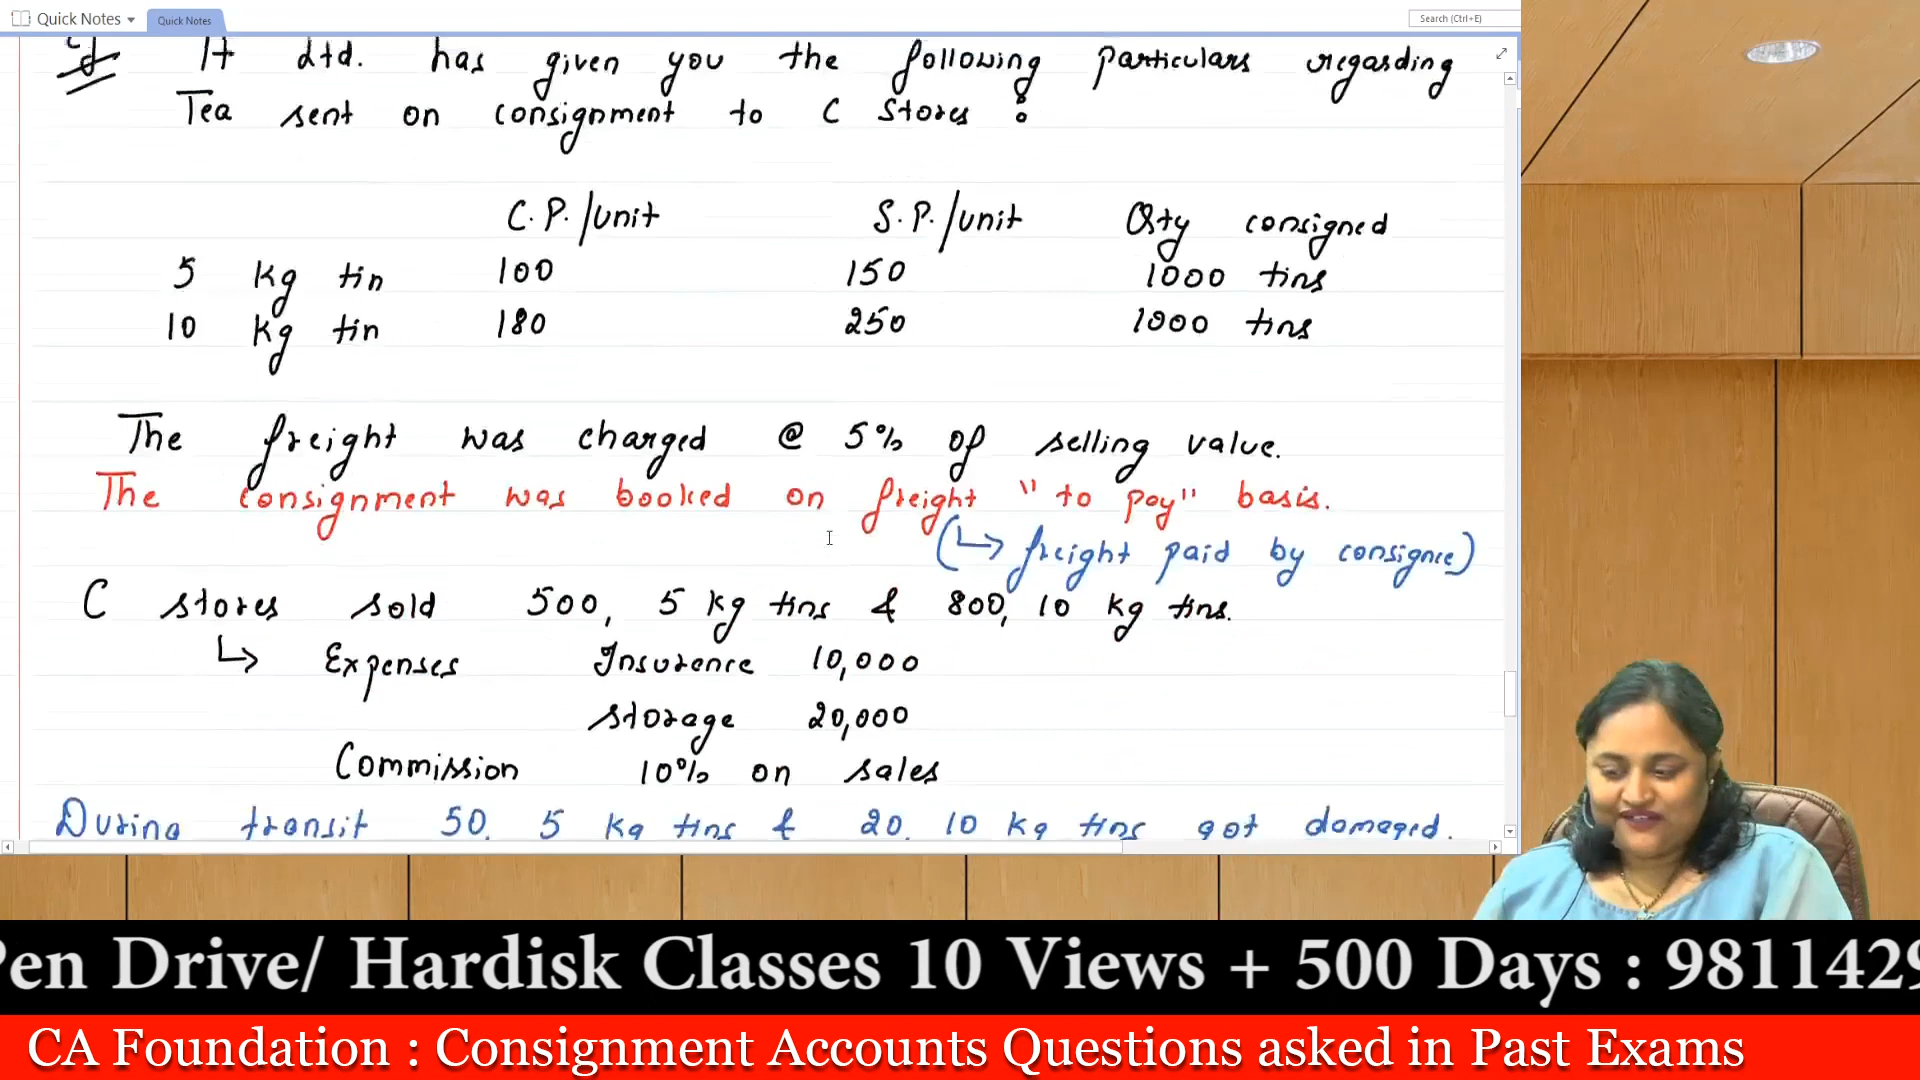 Quick Notes
Quick Notes
Search (Ctrl+E)
Ltd. has given you the following particulars regarding
Tea sent on consignment to C Stores :
C.P./unit S.P./unit Qty consigned
5 kg tin 100 150 1000 tins
10 kg tin 180 250 1000 tins
The freight was charged @ 5% of selling value.
The consignment was booked on freight "to pay" basis.
(↳ freight paid by consignee)
C stores sold 500, 5 kg tins & 800, 10 kg tins.
↳ Expenses Insurence 10,000
storage 20,000
Commission 10% on sales
During transit 50, 5 kg tins & 20, 10 kg tins got damaged.
Pen Drive/ Hardisk Classes 10 Views + 500 Days : 9811429
CA Foundation : Consignment Accounts Questions asked in Past Exams